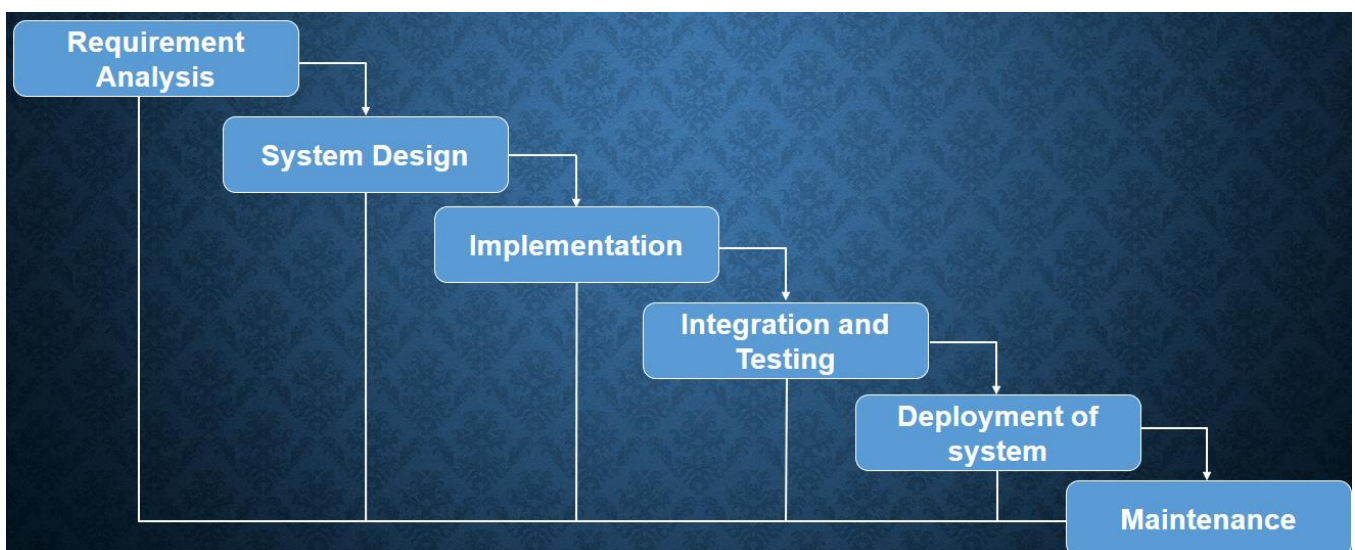 Requirement
Analysis
System Design
Implementation
Integration and
Testing
Deployment of
system
Maintenance